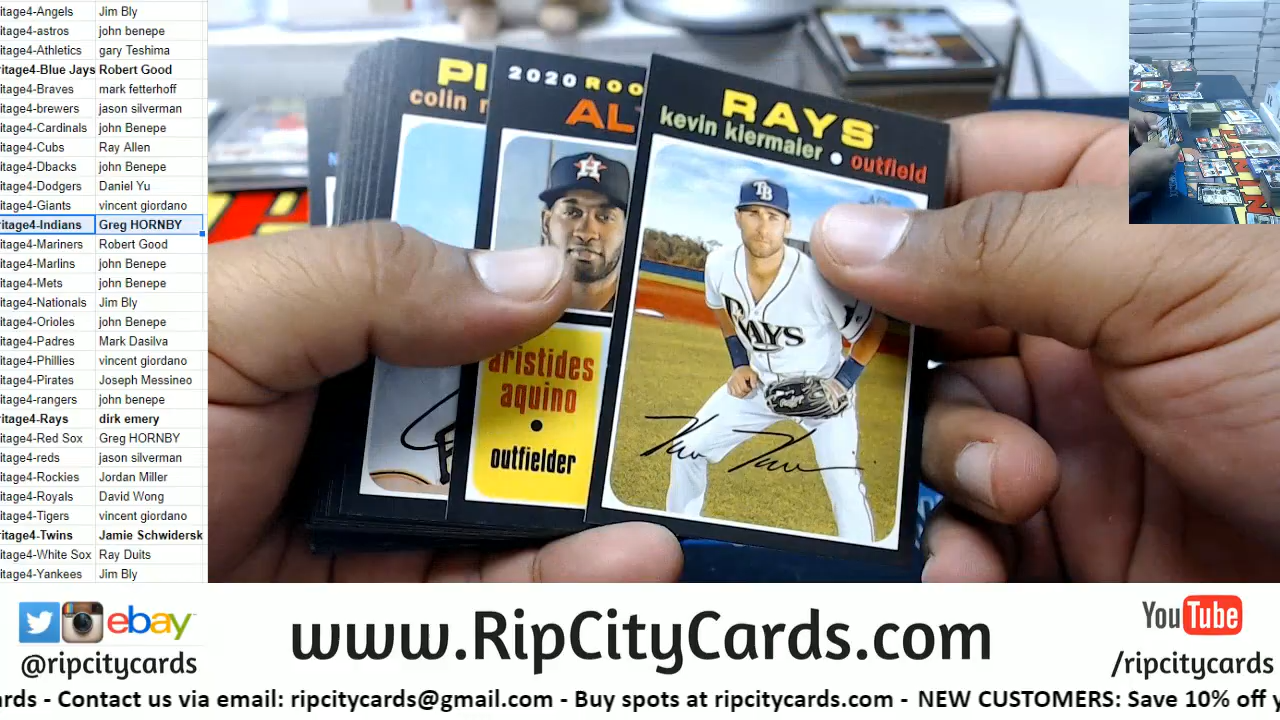 itage4-Angels Jim Bly
itage4-astros john benepe
itage4-Athletics gary Teshima
itage4-Blue Jays Robert Good
itage4-Braves mark fetterhoff
itage4-brewers jason silverman
itage4-Cardinals john Benepe
itage4-Cubs Ray Allen
itage4-Dbacks john Benepe
itage4-Dodgers Daniel Yu
itage4-Giants vincent giordano
itage4-Indians Greg HORNBY
itage4-Mariners Robert Good
itage4-Marlins john Benepe
itage4-Mets john Benepe
itage4-Nationals Jim Bly
itage4-Orioles john Benepe
itage4-Padres Mark Dasilva
itage4-Phillies vincent giordano
itage4-Pirates Joseph Messineo
itage4-rangers john benepe
itage4-Rays dirk emery
itage4-Red Sox Greg HORNBY
itage4-reds jason silverman
itage4-Rockies Jordan Miller
itage4-Royals David Wong
itage4-Tigers vincent giordano
itage4-Twins Jamie Schwidersk
itage4-White Sox Ray Duits
itage4-Yankees Jim Bly
PI
colin
2020 ROO
AL
aristides
aquino
outfielder
RAYS
kevin kiermaier • outfield
TB
RAYS
ebay
@ripcitycards
www.RipCityCards.com
YouTube
/ripcitycards
ards - Contact us via email: ripcitycards@gmail.com - Buy spots at ripcitycards.com - NEW CUSTOMERS: Save 10% off y